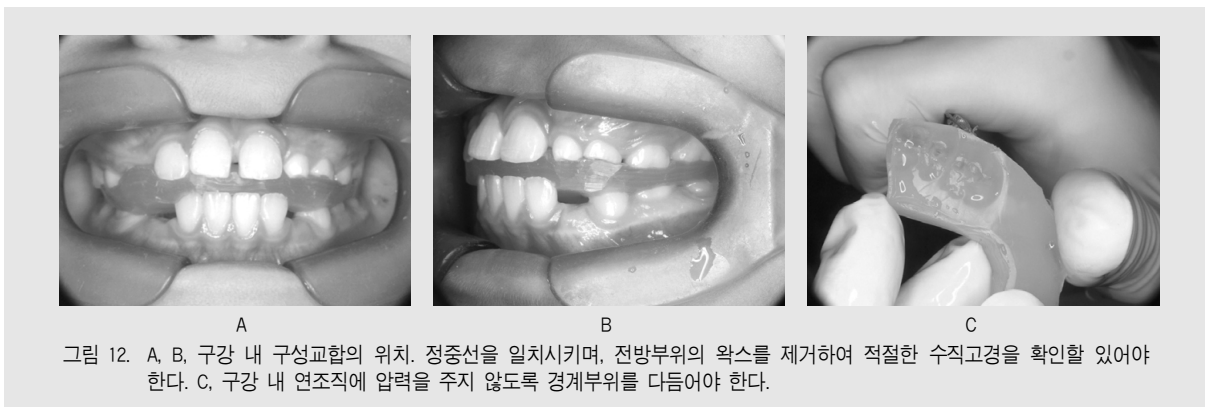 A
B
C
그림 12. A, B, 구강 내 구성교합의 위치. 정중선을 일치시키며, 전방부위의 왁스를 제거하여 적절한 수직고경을 확인할 있어야
한다. C, 구강 내 연조직에 압력을 주지 않도록 경계부위를 다듬어야 한다.